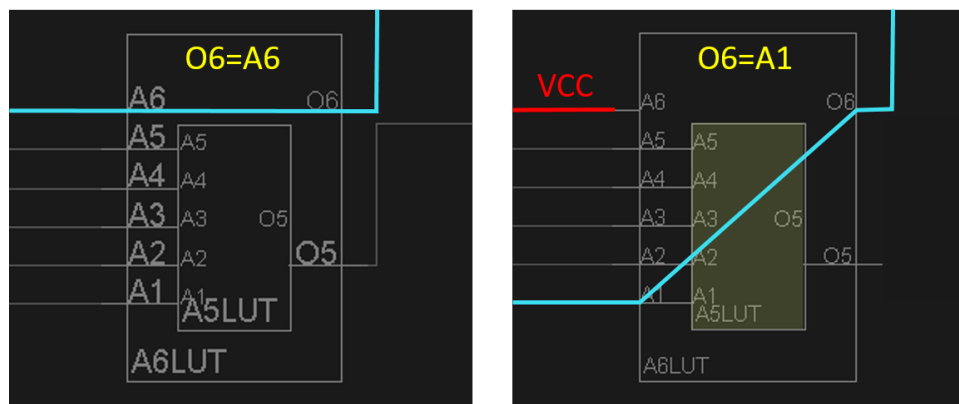 O6=A6
A6 O6
A5 A5
A4 A4
A3 A3 O5
A2 A2 O5
A1 A1
A5LUT
A6LUT
O6=A1
VCC
A6 O6
A5 A5
A4 A4
A3 A3 O5
A2 A2 O5
A1 A1
A5LUT
A6LUT